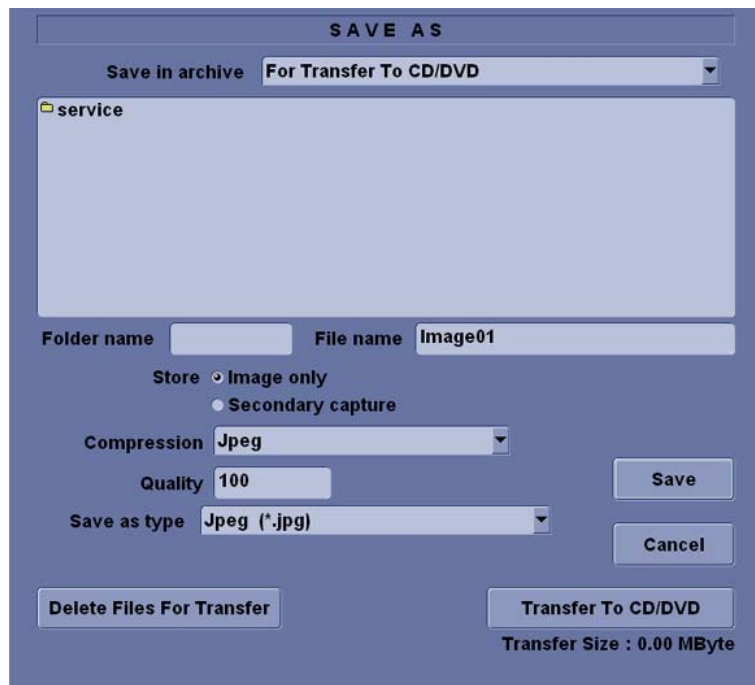 SAVE AS
Save in archive For Transfer To CD/DVD
service
Folder name File name Image01
Store Image only
Secondary capture
Compression Jpeg
Quality 100
Save
Save as type Jpeg (*.jpg)
Cancel
Delete Files For Transfer Transfer To CD/DVD
Transfer Size : 0.00 MByte